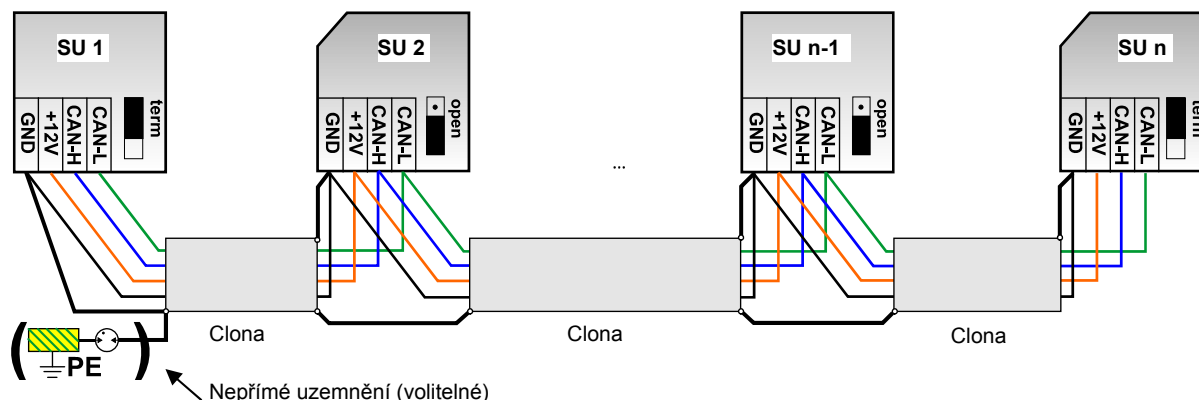 SU 1
GND
+12V
CAN-H
CAN-L
term
SU 2
GND
+12V
CAN-H
CAN-L
open
...
SU n-1
GND
+12V
CAN-H
CAN-L
open
SU n
GND
+12V
CAN-H
CAN-L
term
Clona
Clona
Clona
( PE )
Nepřímé uzemnění (volitelné)